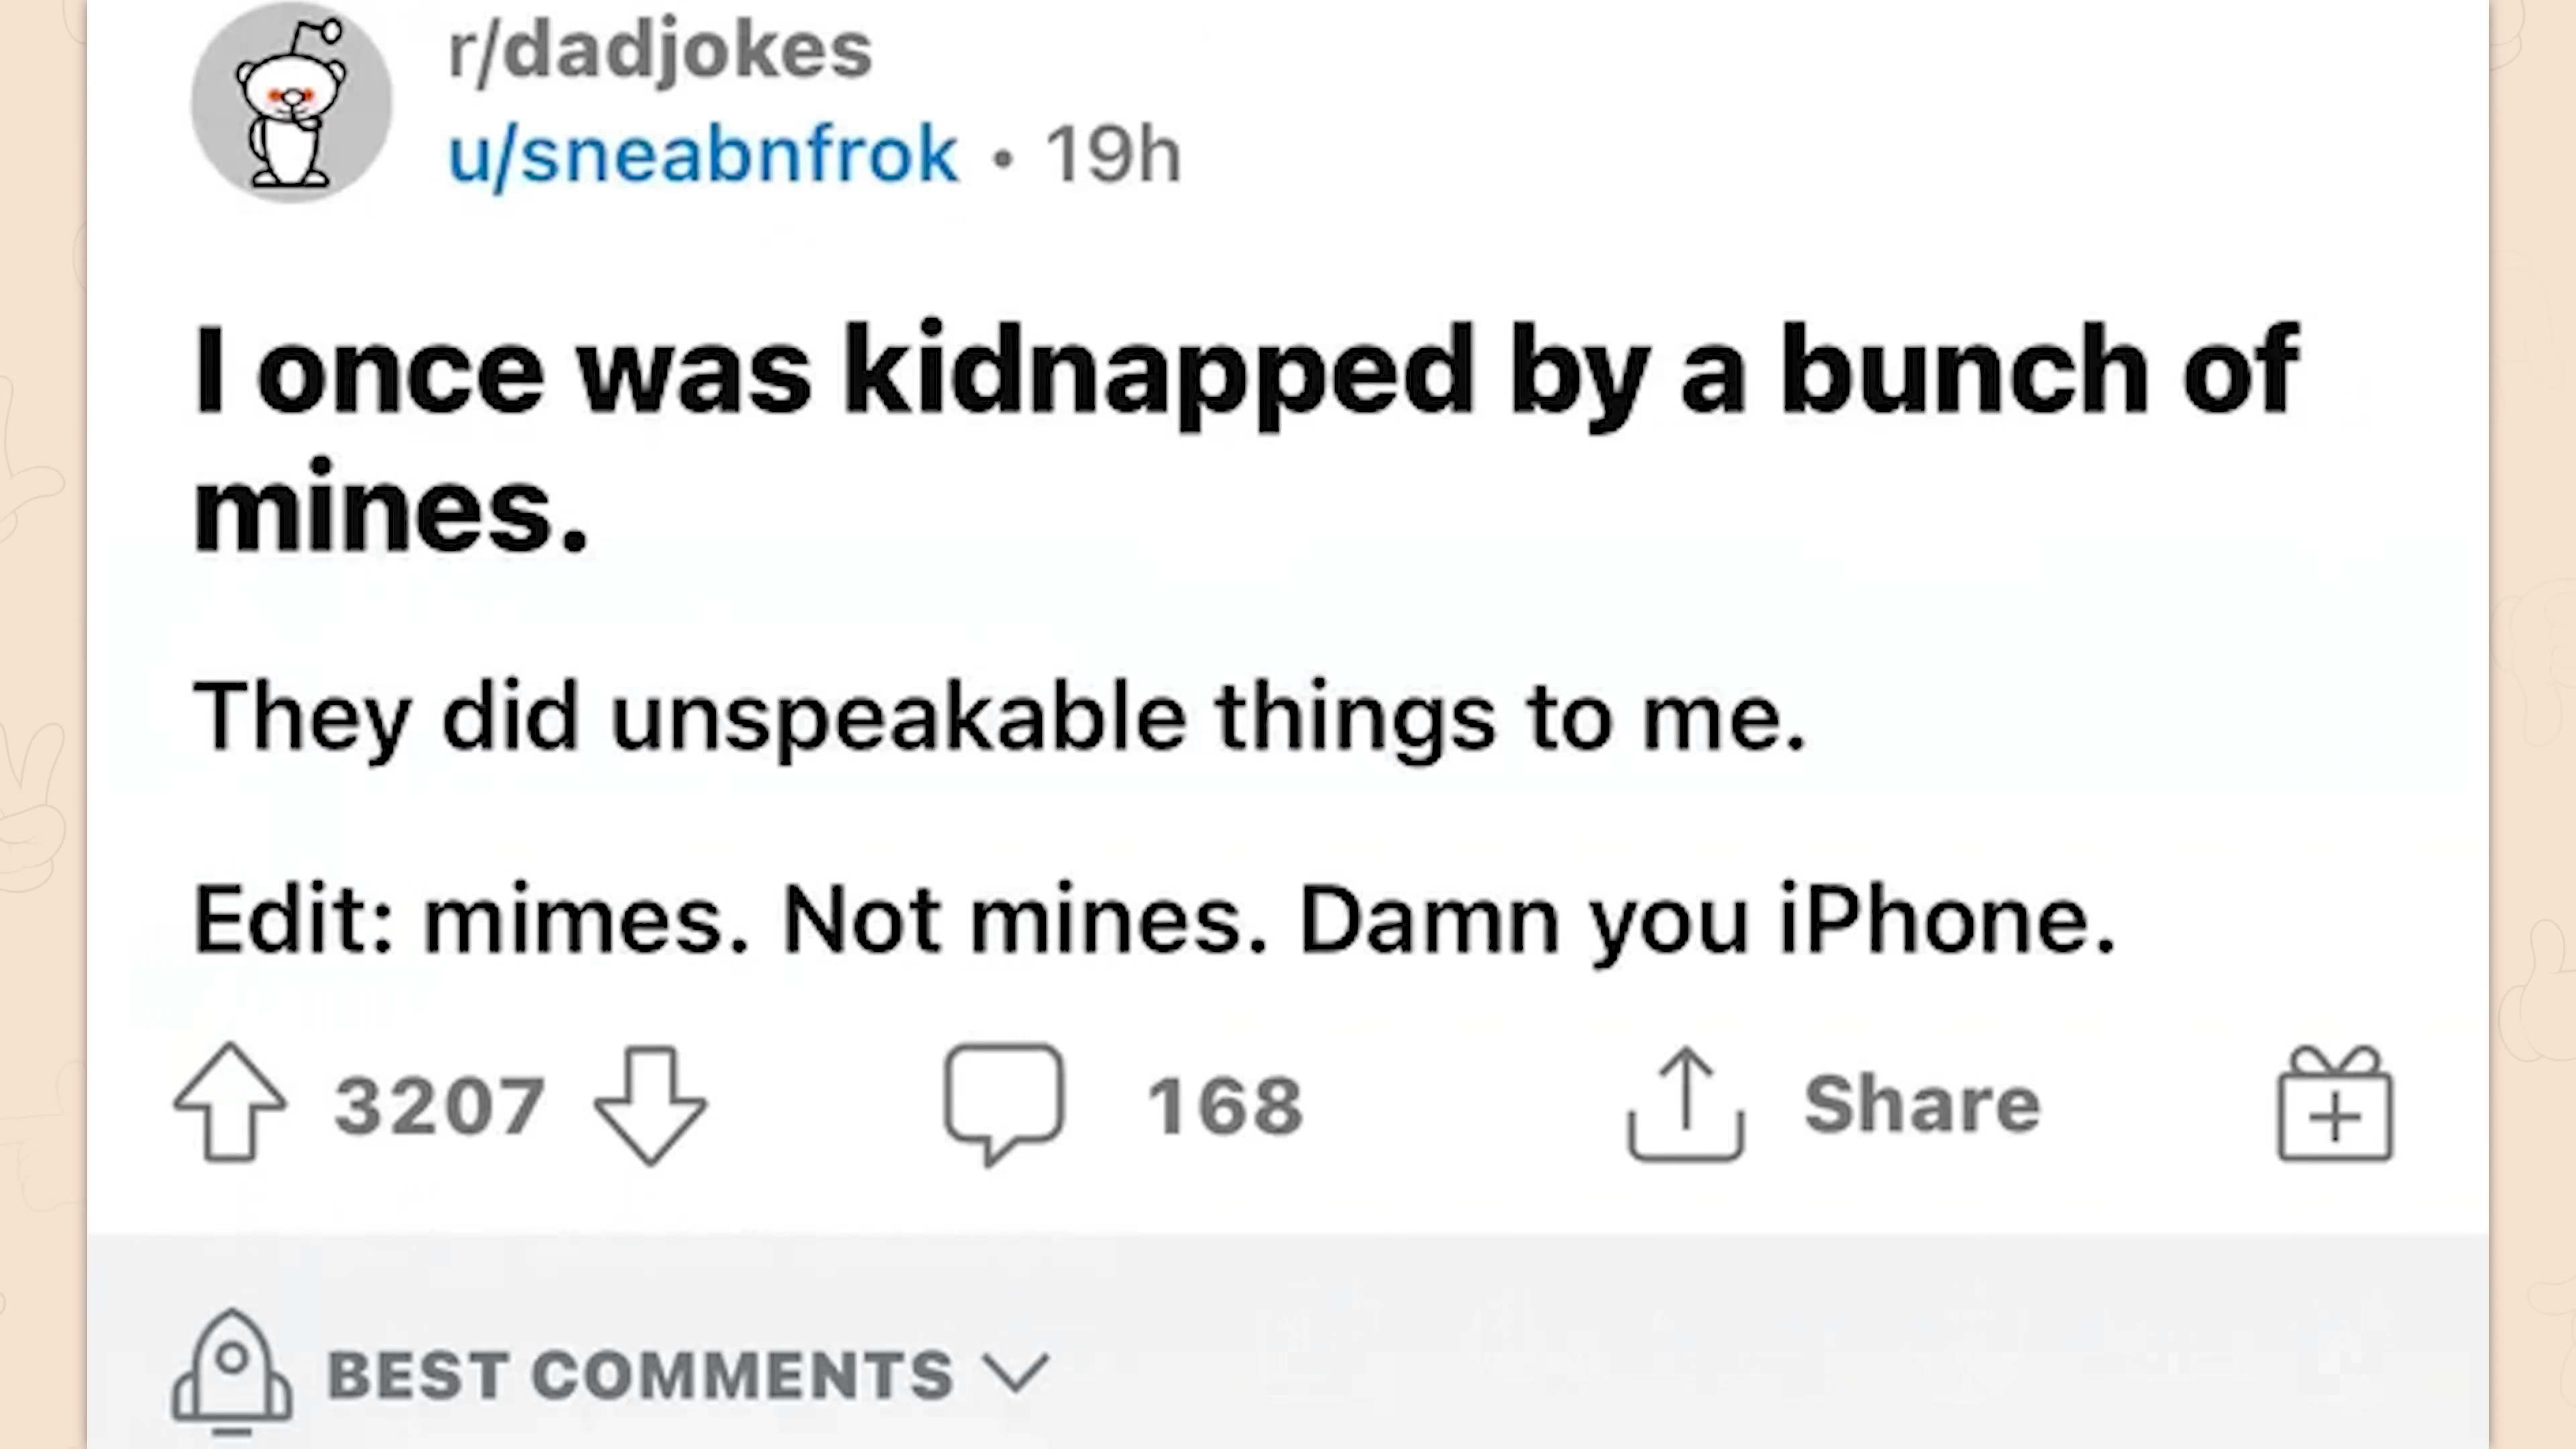 r/dadjokes
u/sneabnfrok • 19h
I once was kidnapped by a bunch of
mines.
They did unspeakable things to me.
Edit: mimes. Not mines. Damn you iPhone.
3207 168 Share
BEST COMMENTS